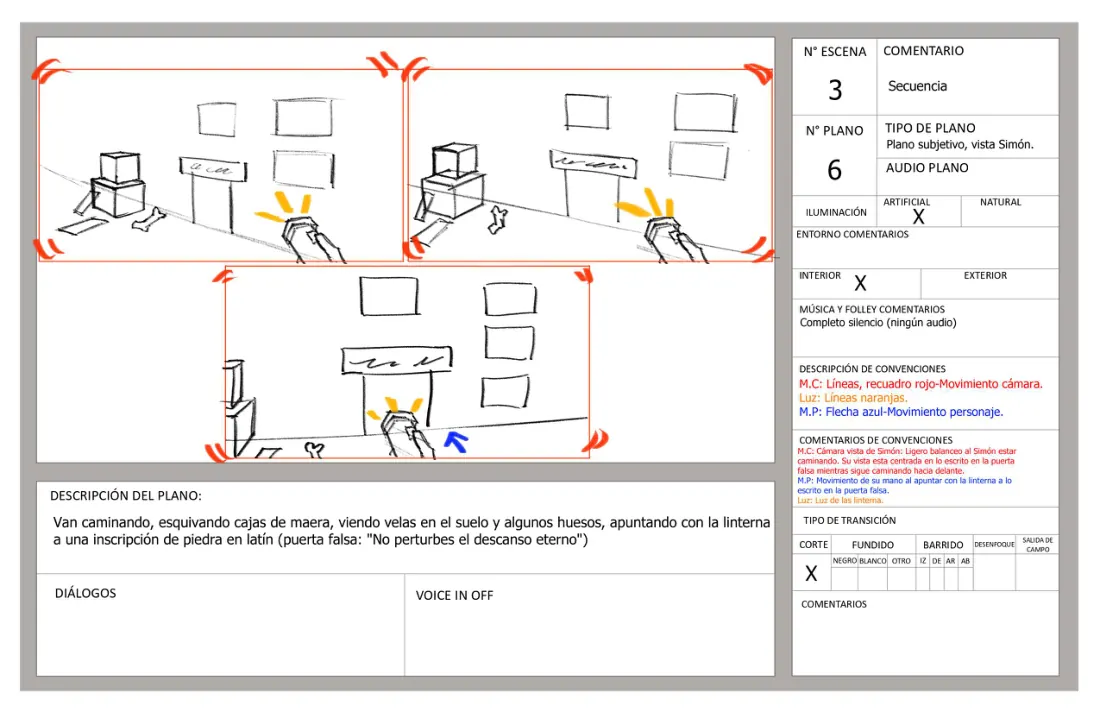 N° ESCENA
3
COMENTARIO
Secuencia
N° PLANO
6
TIPO DE PLANO
Plano subjetivo, vista Simón.
AUDIO PLANO
ILUMINACIÓN
ARTIFICIAL
X
NATURAL
ENTORNO COMENTARIOS
INTERIOR
X
EXTERIOR
MÚSICA Y FOLLEY COMENTARIOS
Completo silencio (ningún audio)
DESCRIPCIÓN DE CONVENCIONES
M.C: Líneas, recuadro rojo-Movimiento cámara.
Luz: Líneas naranjas.
M.P: Flecha azul-Movimiento personaje.
COMENTARIOS DE CONVENCIONES
M.C: Cámara vista de Simón: Ligero balanceo al Simón estar
caminando. Su vista esta centrada en lo escrito en la puerta
falsa mientras sigue caminando hacia delante.
M.P: Movimiento de su mano al apuntar con la linterna a lo
escrito en la puerta falsa.
Luz: Luz de las linterna.
TIPO DE TRANSICIÓN
CORTE
X
FUNDIDO
NEGRO BLANCO OTRO
BARRIDO
IZ DE AR AB
DESENFOQUE
SALIDA DE
CAMPO
COMENTARIOS
DESCRIPCIÓN DEL PLANO:
Van caminando, esquivando cajas de maera, viendo velas en el suelo y algunos huesos, apuntando con la linterna
a una inscripción de piedra en latín (puerta falsa: "No perturbes el descanso eterno")
DIÁLOGOS
VOICE IN OFF